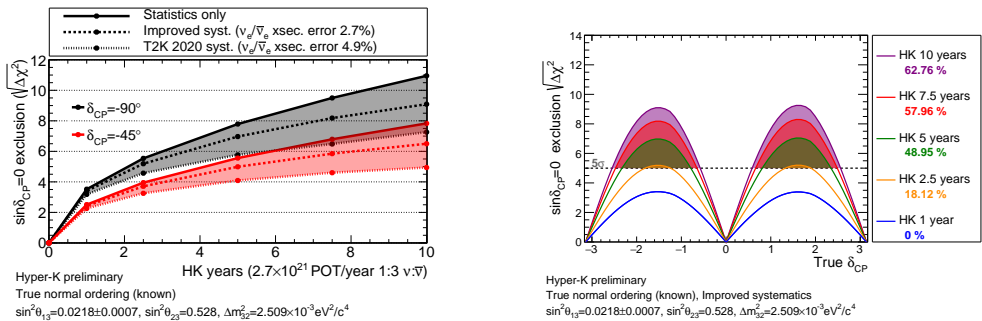 Statistics only
Improved syst. (νe/ν̅e xsec. error 2.7%)
T2K 2020 syst. (νe/ν̅e xsec. error 4.9%)
sinδCP=0 exclusion (√Δχ²)
12
10
8
6
4
2
0
δCP=-90°
δCP=-45°
0 2 4 6 8 10
HK years (2.7×10²¹ POT/year 1:3 ν:ν̅)
Hyper-K preliminary
True normal ordering (known)
sin²θ13=0.0218±0.0007, sin²θ23=0.528, Δm²32=2.509×10⁻³eV²/c⁴
sinδCP=0 exclusion (√Δχ²)
14
12
10
8
6
4
2
0
5σ
−3 −2 −1 0 1 2 3
True δCP
HK 10 years
62.76 %
HK 7.5 years
57.96 %
HK 5 years
48.95 %
HK 2.5 years
18.12 %
HK 1 year
0 %
Hyper-K preliminary
True normal ordering (known), Improved systematics
sin²θ13=0.0218±0.0007, sin²θ23=0.528, Δm²32=2.509×10⁻³eV²/c⁴